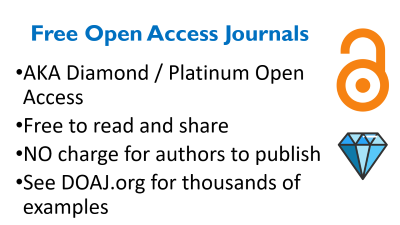 Free Open Access Journals
•AKA Diamond / Platinum Open
Access
•Free to read and share
•NO charge for authors to publish
•See DOAJ.org for thousands of
examples